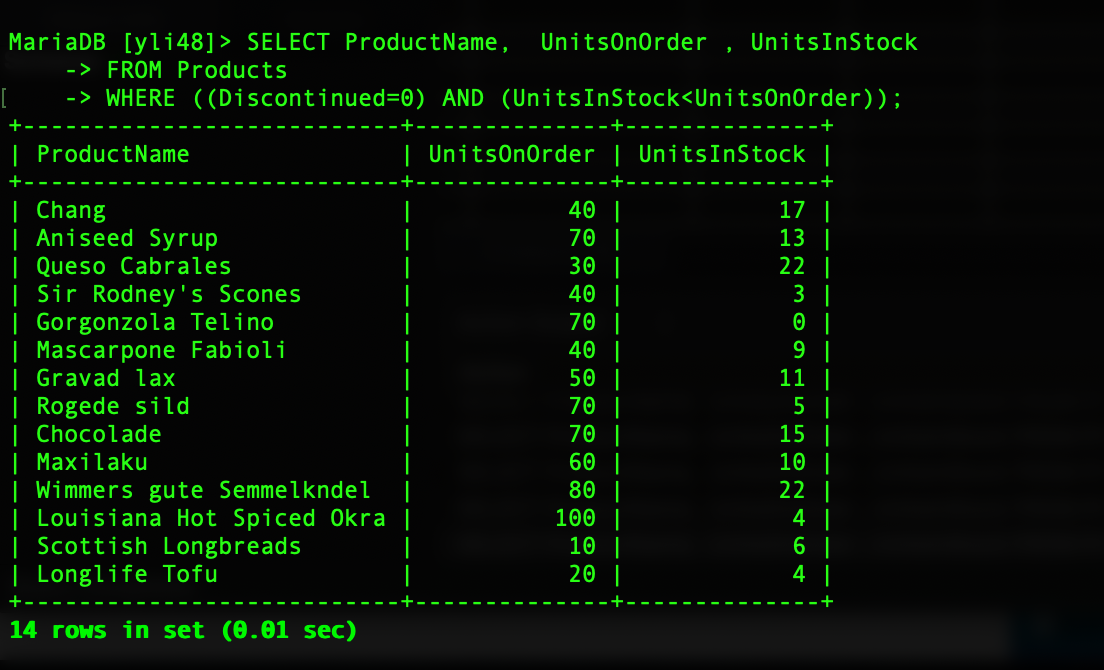 MariaDB [yli48]> SELECT ProductName,  UnitsOnOrder , UnitsInStock
    -> FROM Products
[    -> WHERE ((Discontinued=0) AND (UnitsInStock<UnitsOnOrder));
+---------------------------+--------------+--------------+
| ProductName               | UnitsOnOrder | UnitsInStock |
+---------------------------+--------------+--------------+
| Chang                     |           40 |           17 |
| Aniseed Syrup             |           70 |           13 |
| Queso Cabrales            |           30 |           22 |
| Sir Rodney's Scones       |           40 |            3 |
| Gorgonzola Telino         |           70 |            0 |
| Mascarpone Fabioli        |           40 |            9 |
| Gravad lax                |           50 |           11 |
| Rogede sild               |           70 |            5 |
| Chocolade                 |           70 |           15 |
| Maxilaku                  |           60 |           10 |
| Wimmers gute Semmelkndel  |           80 |           22 |
| Louisiana Hot Spiced Okra |          100 |            4 |
| Scottish Longbreads       |           10 |            6 |
| Longlife Tofu             |           20 |            4 |
+---------------------------+--------------+--------------+
14 rows in set (0.01 sec)